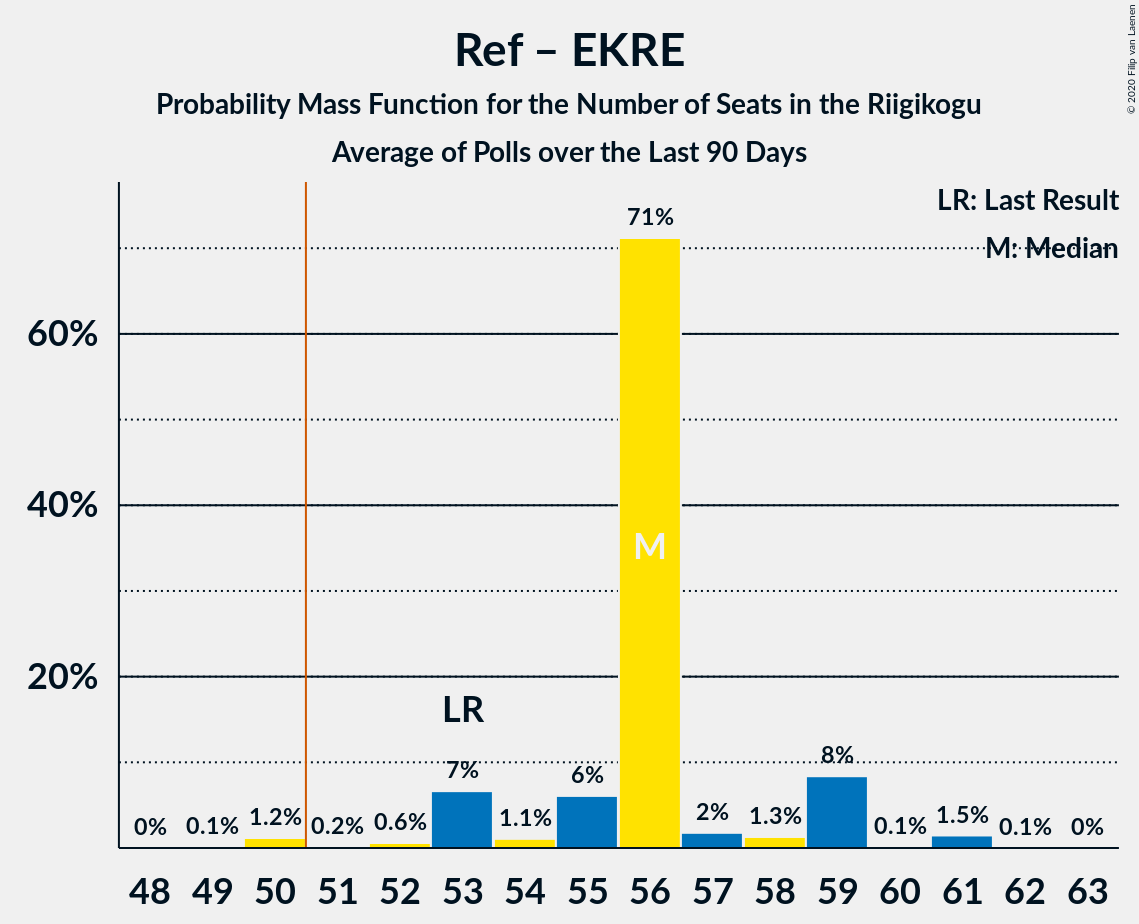 Ref – EKRE
Probability Mass Function for the Number of Seats in the Riigikogu
Average of Polls over the Last 90 Days
© 2020 Filip van Laenen
LR: Last Result
M: Median
60%
40%
20%
0%
0.1%
1.2%
0.2%
0.6%
7%
1.1%
6%
71%
2%
1.3%
8%
0.1%
1.5%
0.1%
0%
LR
M
48 49 50 51 52 53 54 55 56 57 58 59 60 61 62 63